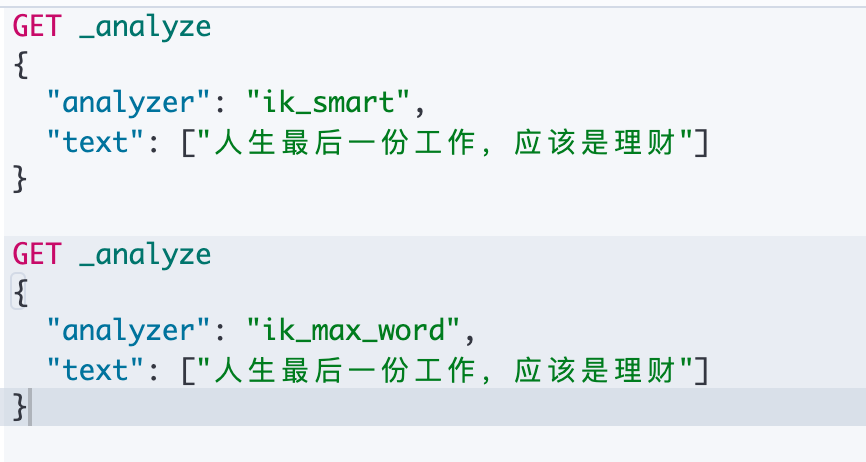 GET _analyze
{
  "analyzer": "ik_smart",
  "text": ["人生最后一份工作，应该是理财"]
}
GET _analyze
{
  "analyzer": "ik_max_word",
  "text": ["人生最后一份工作，应该是理财"]
}